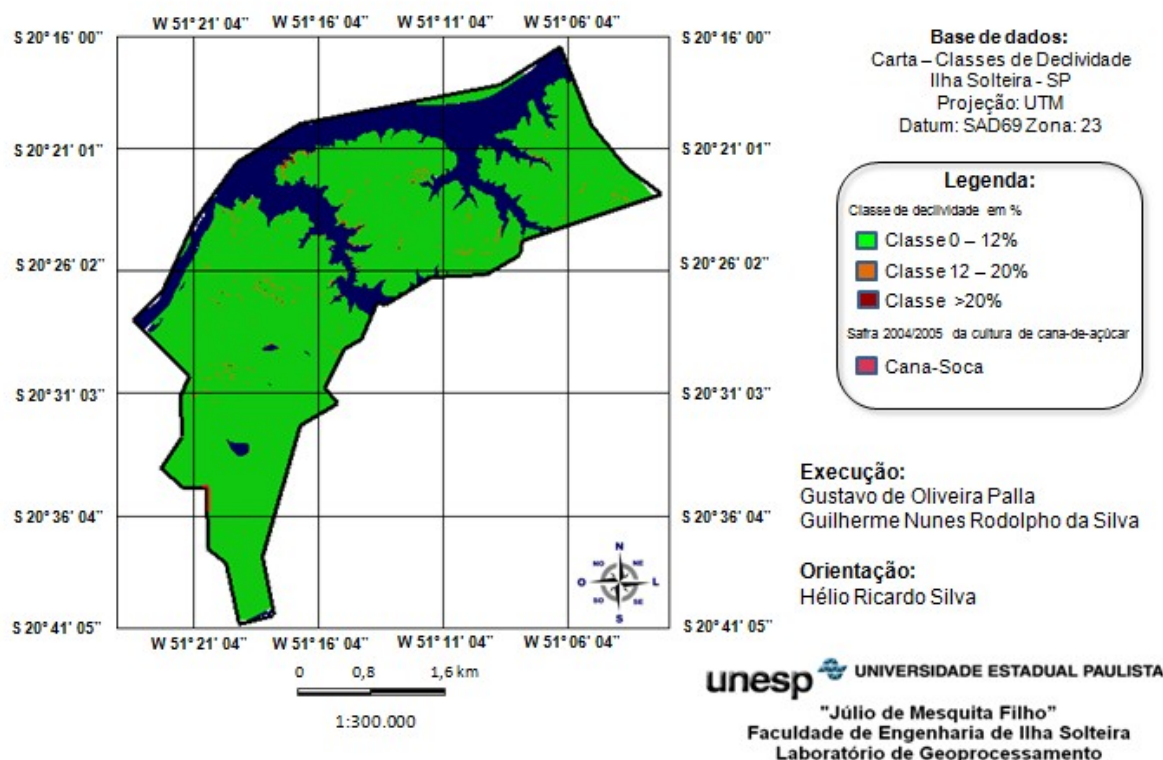 W 51° 21' 04’’ W 51° 16' 04’’ W 51° 11' 04’’ W 51° 06' 04’’
S 20° 16' 00’’ S 20° 16' 00’’
S 20° 21' 01’’ S 20° 21' 01’’
S 20° 26' 02’’ S 20° 26' 02’’
S 20° 31' 03’’ S 20° 31' 03’’
S 20° 36' 04’’ S 20° 36' 04’’
S 20° 41' 05’’ S 20° 41' 05’’
W 51° 21' 04’’ W 51° 16' 04’’ W 51° 11' 04’’ W 51° 06' 04’’
N
NO NE
O L
SO SE
S
0 0,8 1,6 km
1:300.000
Base de dados:
Carta – Classes de Declividade
Ilha Solteira - SP
Projeção: UTM
Datum: SAD69 Zona: 23
Legenda:
Classe de declividade em %
Classe 0 – 12%
Classe 12 – 20%
Classe >20%
Safra 2004/2005 da cultura de cana-de-açúcar
Cana-Soca
Execução:
Gustavo de Oliveira Palla
Guilherme Nunes Rodolpho da Silva
Orientação:
Hélio Ricardo Silva
unesp UNIVERSIDADE ESTADUAL PAULISTA
"Júlio de Mesquita Filho”
Faculdade de Engenharia de Ilha Solteira
Laboratório de Geoprocessamento